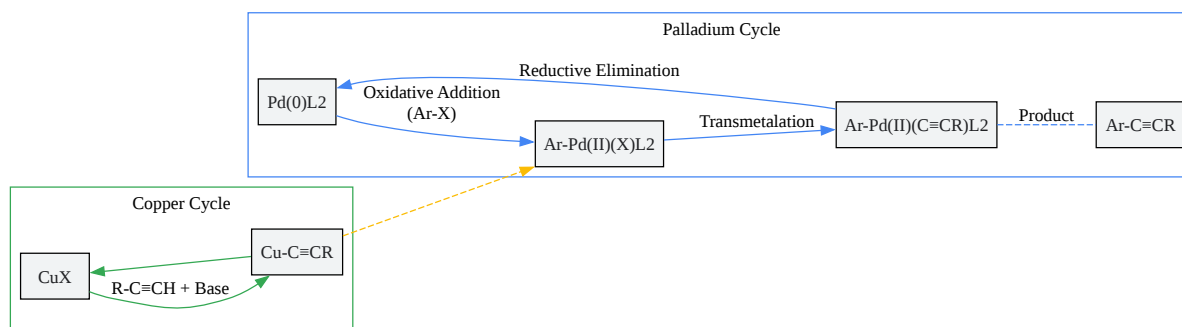 Palladium Cycle
Pd(0)L2
Reductive Elimination
Oxidative Addition
(Ar-X)
Ar-Pd(II)(X)L2
Transmetalation
Ar-Pd(II)(C≡CR)L2
Product
Ar-C≡CR
Copper Cycle
CuX
R-C≡CH + Base
Cu-C≡CR